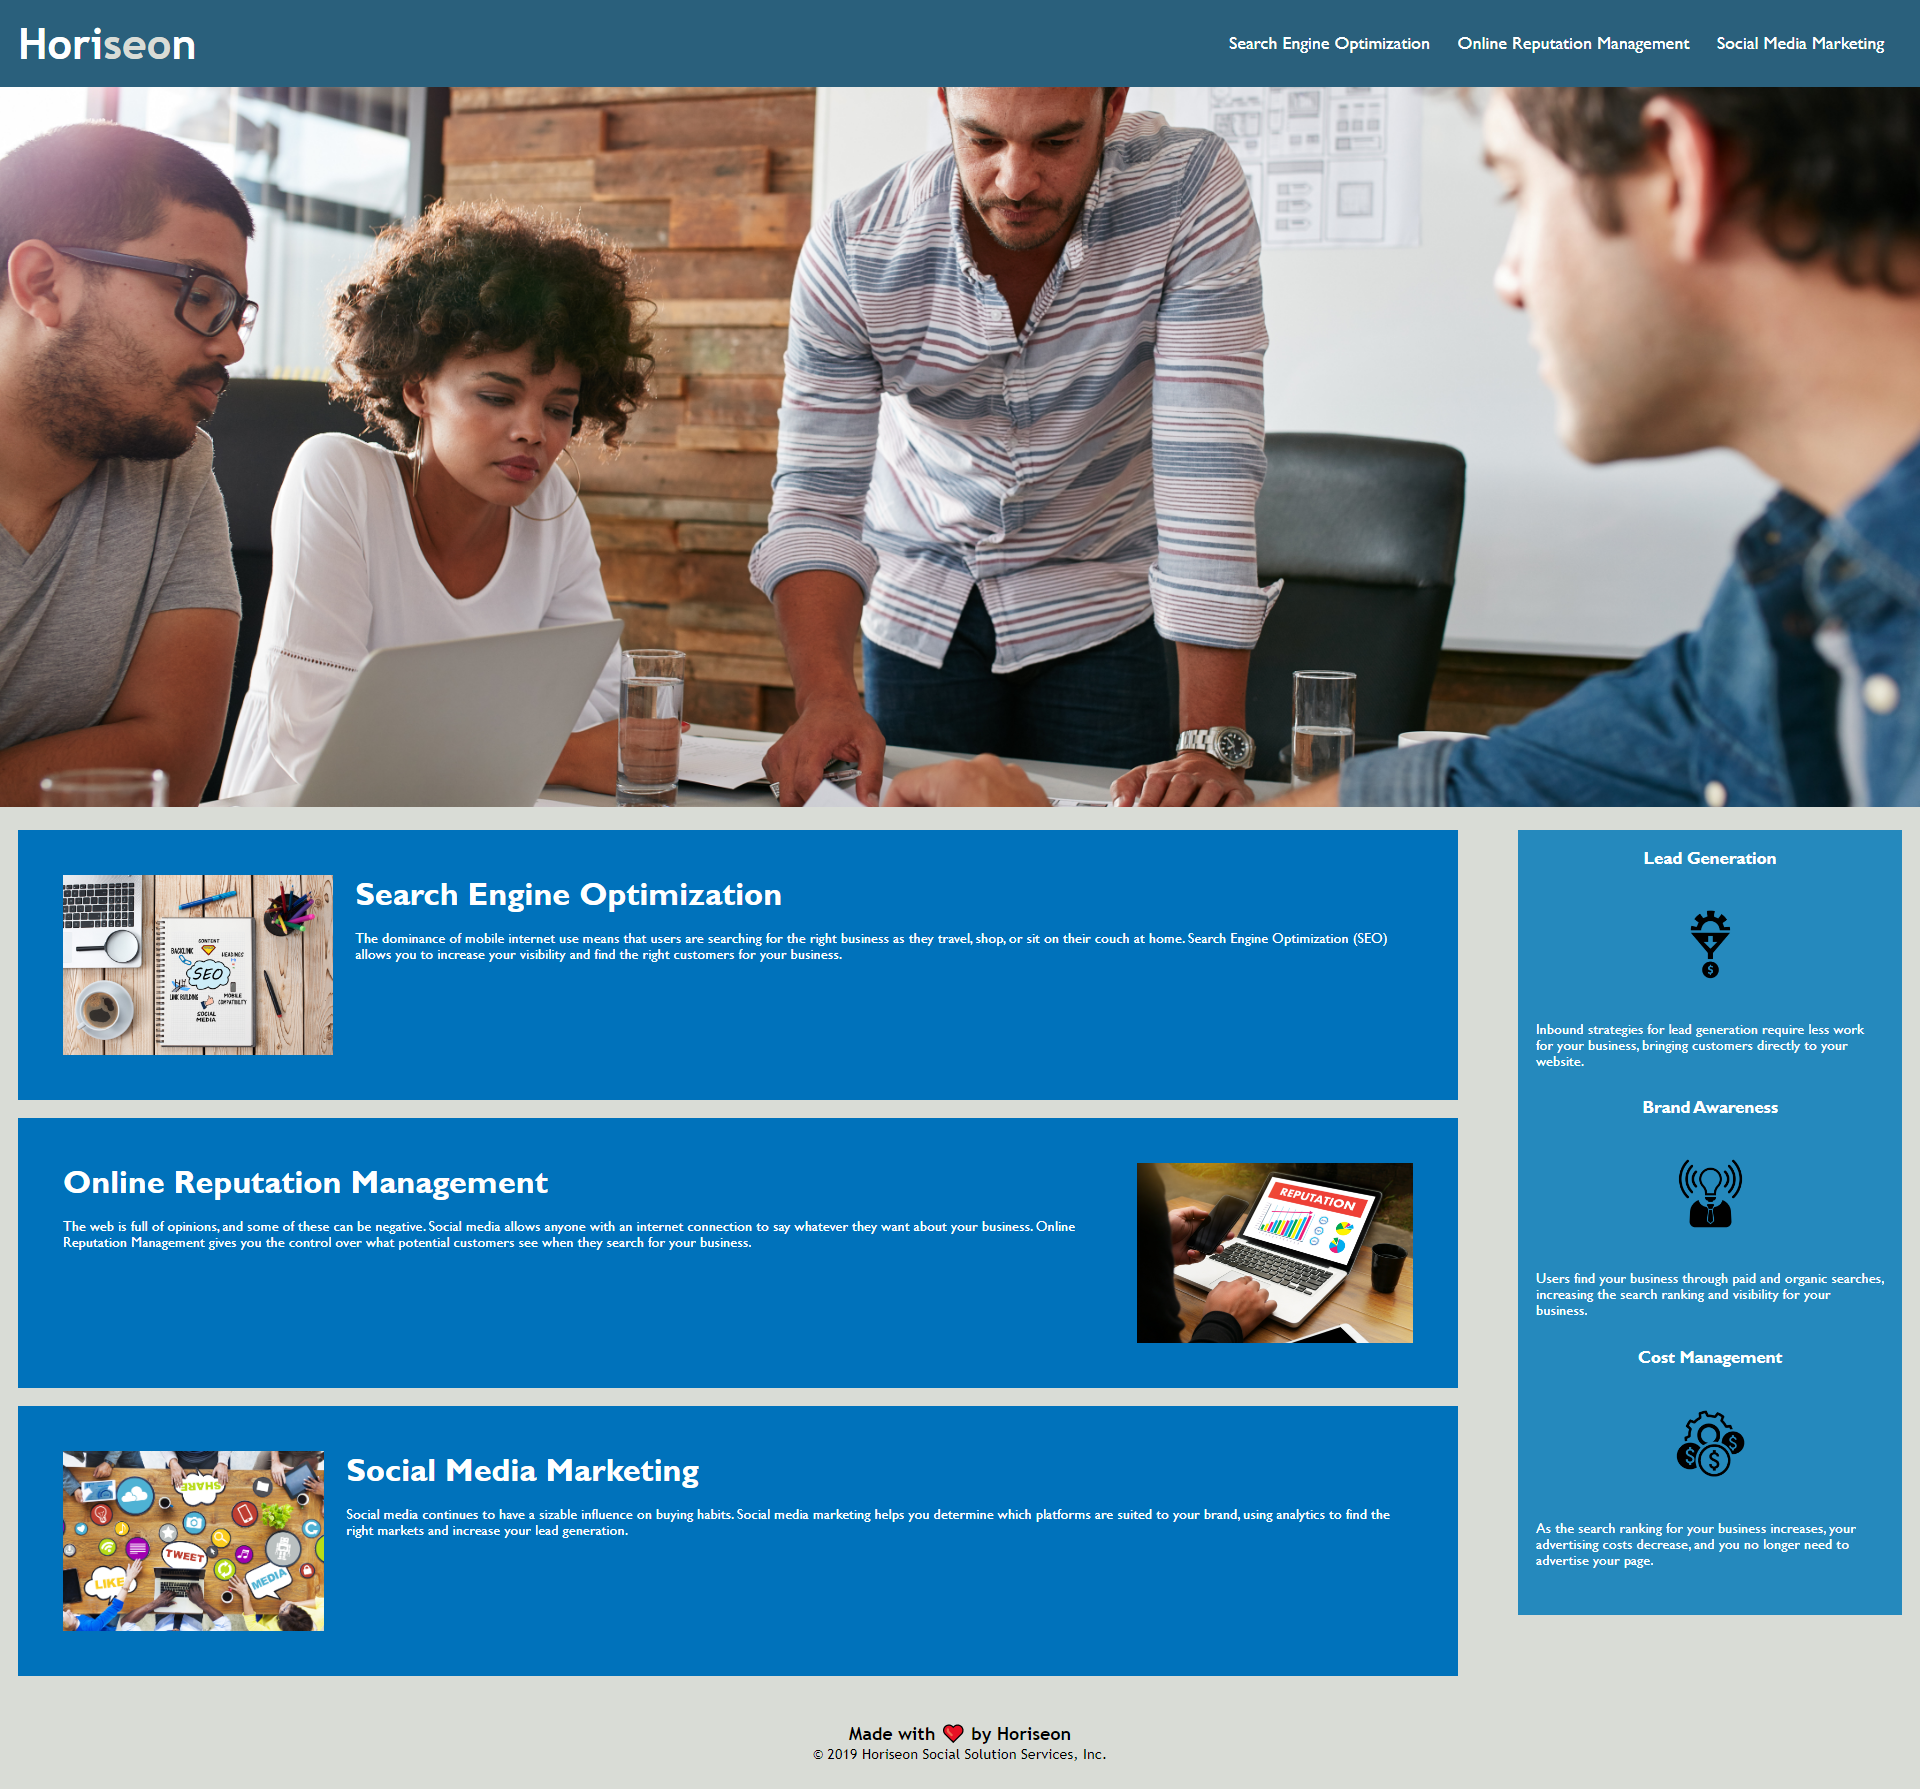 Horiseon
Search Engine Optimization
Online Reputation Management
Social Media Marketing
CONTENT
BACKLINK
HEADINGS
SEO
LINK BUILDING
MOBILE
COMPATIBILITY
SOCIAL
MEDIA
Search Engine Optimization
The dominance of mobile internet use means that users are searching for the right business as they travel, shop, or sit on their couch at home. Search Engine Optimization (SEO)
allows you to increase your visibility and find the right customers for your business.
Online Reputation Management
The web is full of opinions, and some of these can be negative. Social media allows anyone with an internet connection to say whatever they want about your business. Online
Reputation Management gives you the control over what potential customers see when they search for your business.
REPUTATION
SHARE
TWEET
LIKE
MEDIA
Social Media Marketing
Social media continues to have a sizable influence on buying habits. Social media marketing helps you determine which platforms are suited to your brand, using analytics to find the
right markets and increase your lead generation.
Lead Generation
$
Inbound strategies for lead generation require less work
for your business, bringing customers directly to your
website.
Brand Awareness
Users find your business through paid and organic searches,
increasing the search ranking and visibility for your
business.
Cost Management
$ $ $
As the search ranking for your business increases, your
advertising costs decrease, and you no longer need to
advertise your page.
Made with ❤️ by Horiseon
© 2019 Horiseon Social Solution Services, Inc.